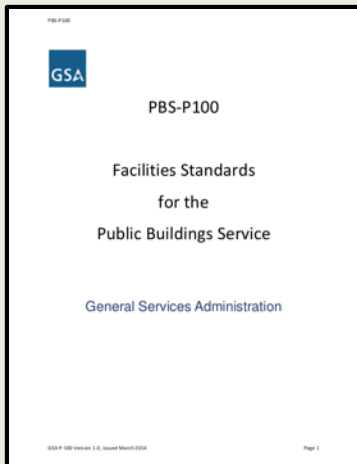 PBS-P100
GSA
PBS-P100
Facilities Standards
for the
Public Buildings Service
General Services Administration
GSA P-100 Version 1.0, issued March 2014 Page 1